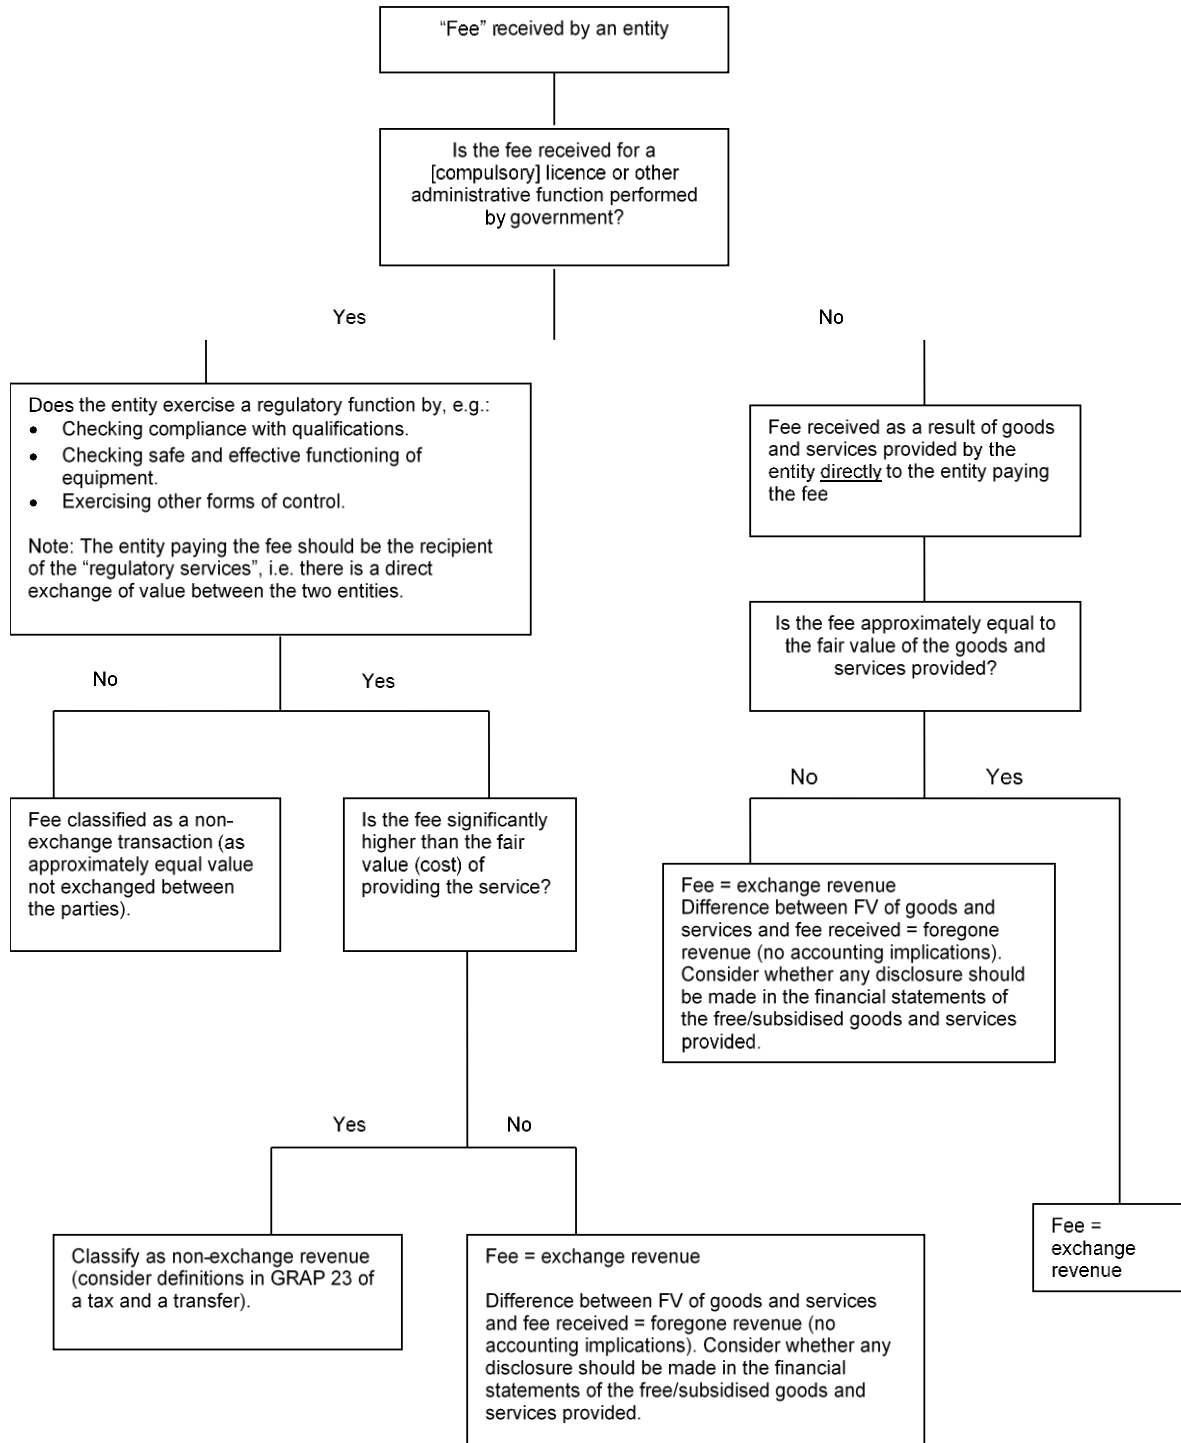 “Fee” received by an entity
Is the fee received for a
[compulsory] licence or other
administrative function performed
by government?
Yes
No
Does the entity exercise a regulatory function by, e.g.:
• Checking compliance with qualifications.
• Checking safe and effective functioning of
equipment.
• Exercising other forms of control.
Note: The entity paying the fee should be the recipient
of the “regulatory services”, i.e. there is a direct
exchange of value between the two entities.
Fee received as a result of goods
and services provided by the
entity directly to the entity paying
the fee
Is the fee approximately equal to
the fair value of the goods and
services provided?
No
Yes
No
Yes
Fee classified as a non-
exchange transaction (as
approximately equal value
not exchanged between
the parties).
Is the fee significantly
higher than the fair
value (cost) of
providing the service?
Fee = exchange revenue
Difference between FV of goods and
services and fee received = foregone
revenue (no accounting implications).
Consider whether any disclosure should
be made in the financial statements of
the free/subsidised goods and services
provided.
Yes
No
Classify as non-exchange revenue
(consider definitions in GRAP 23 of
a tax and a transfer).
Fee = exchange revenue
Difference between FV of goods and services
and fee received = foregone revenue (no
accounting implications). Consider whether any
disclosure should be made in the financial
statements of the free/subsidised goods and
services provided.
Fee =
exchange
revenue